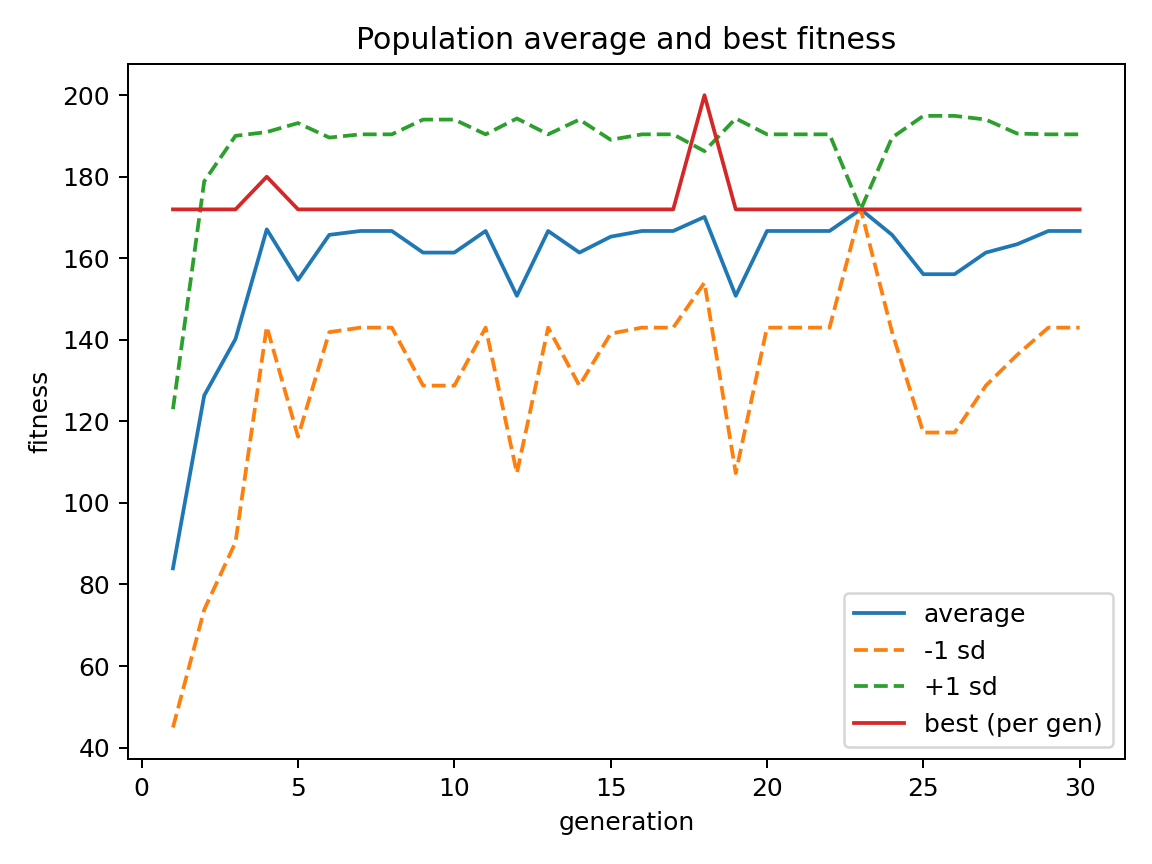 Population average and best fitness
200
180
160
140
120
100
80
60
40
fitness
0 5 10 15 20 25 30
generation
average
-1 sd
+1 sd
best (per gen)